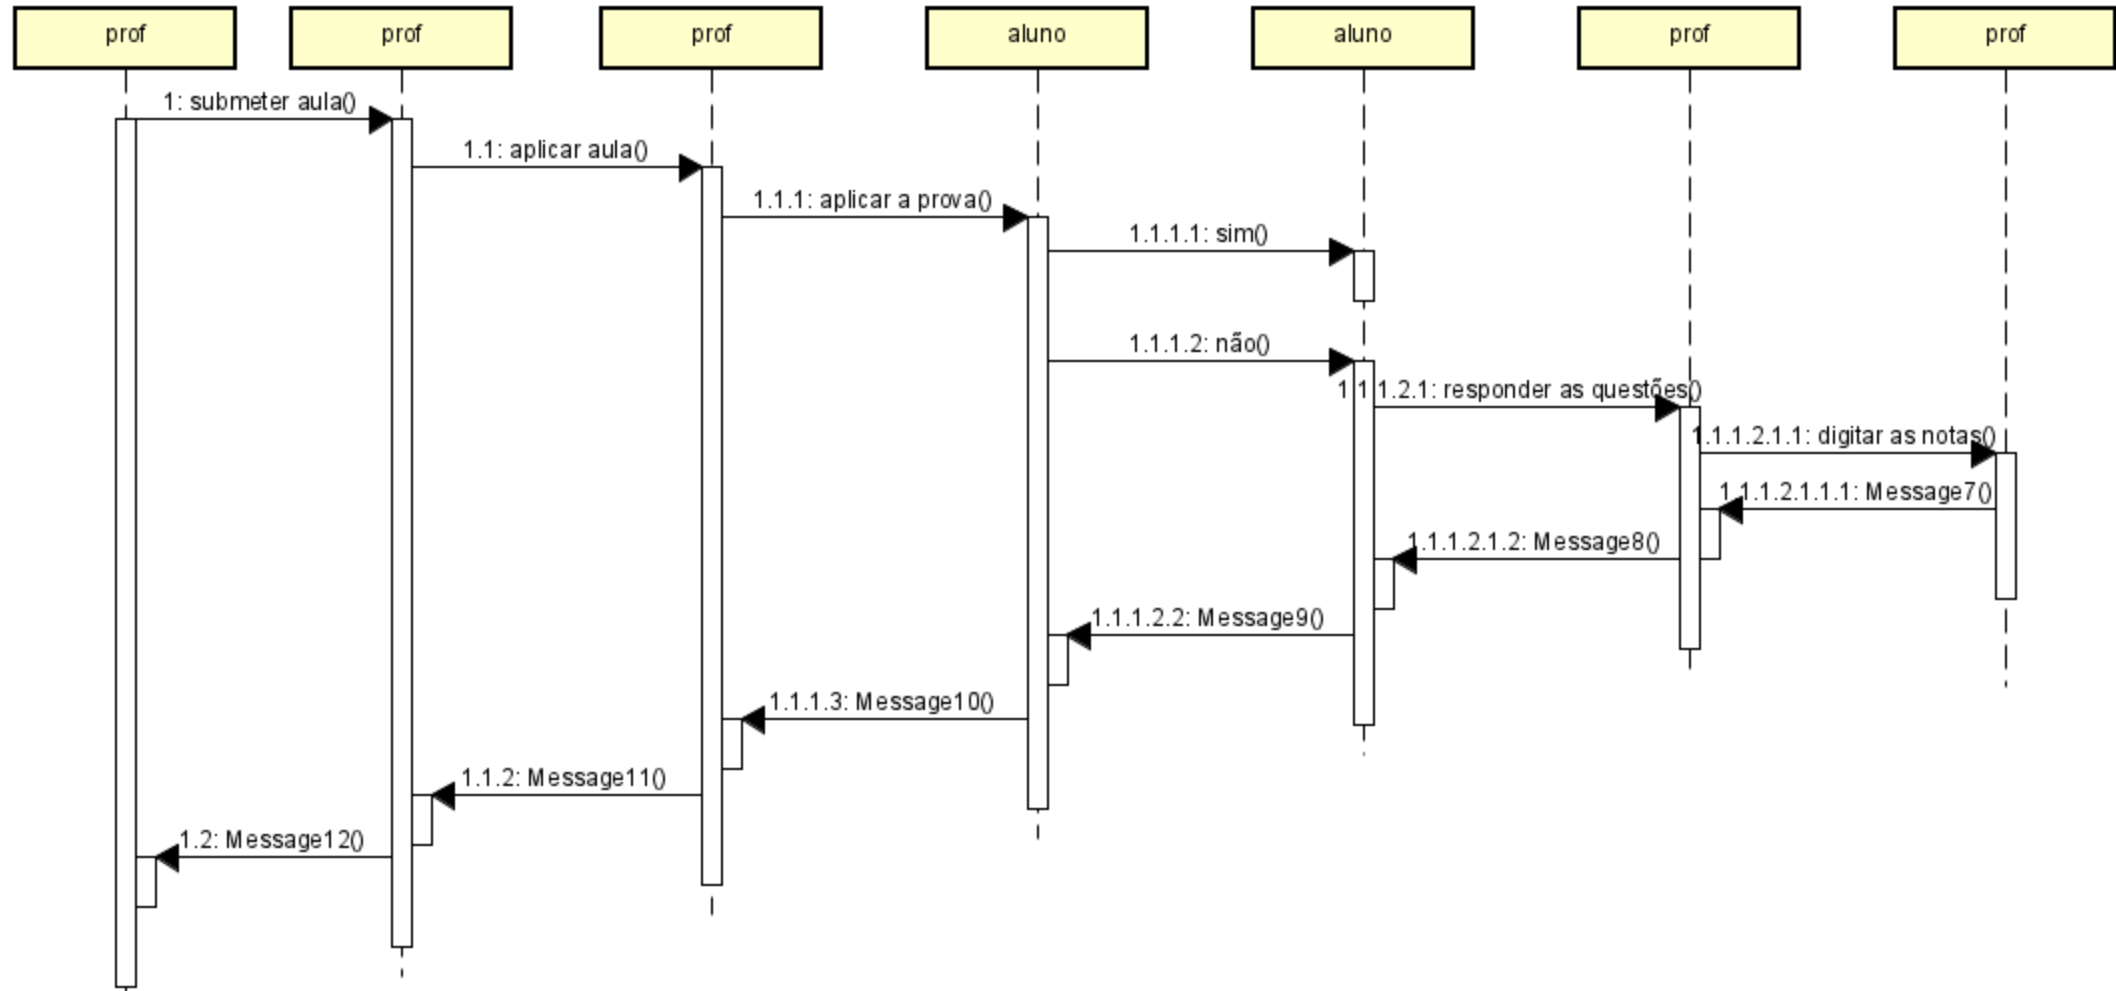 prof
prof
prof
aluno
aluno
prof
prof
1: submeter aula()
1.1: aplicar aula()
1.1.1: aplicar a prova()
1.1.1.1: sim()
1.1.1.2: não()
1.1.1.2.1: responder as questões()
1.1.1.2.1.1: digitar as notas()
1.1.1.2.1.1.1: Message7()
1.1.1.2.1.2: Message8()
1.1.1.2.2: Message9()
1.1.1.3: Message10()
1.1.2: Message11()
1.2: Message12()